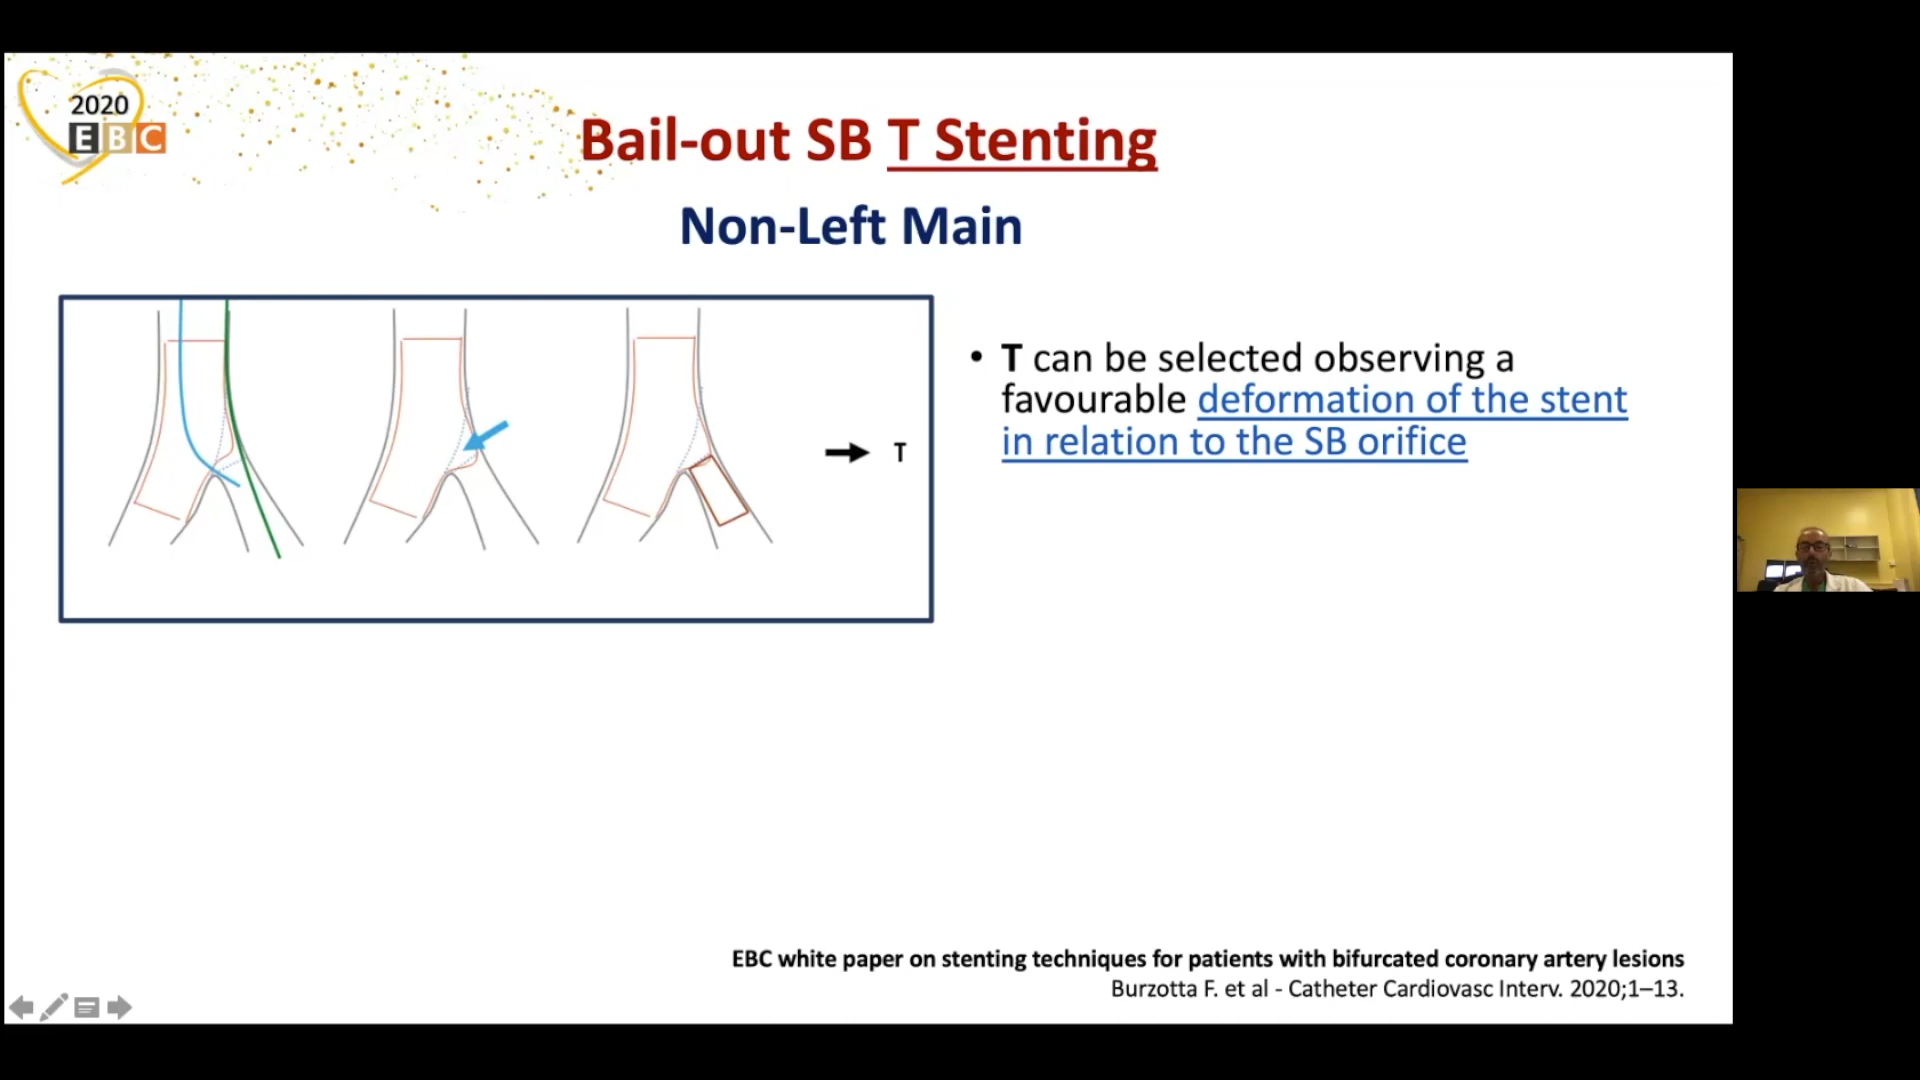 2020
EBC
Bail-out SB T Stenting
Non-Left Main
T
• T can be selected observing a
favourable deformation of the stent
in relation to the SB orifice
EBC white paper on stenting techniques for patients with bifurcated coronary artery lesions
Burzotta F. et al - Catheter Cardiovasc Interv. 2020;1–13.